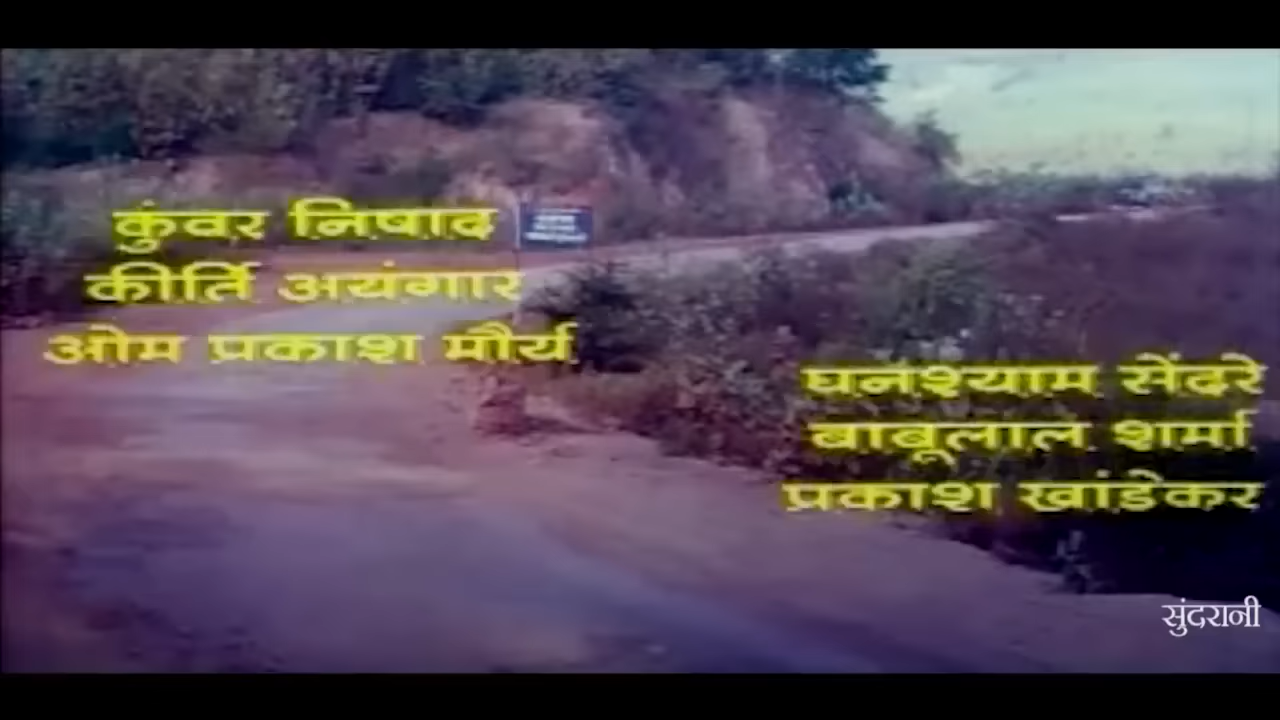 कुंवर निषाद
कीर्ति अयंगार
ओम प्रकाश मौर्य
घनश्याम सेंदरे
बाबूलाल शर्मा
प्रकाश खांडेकर
सुंदरानी